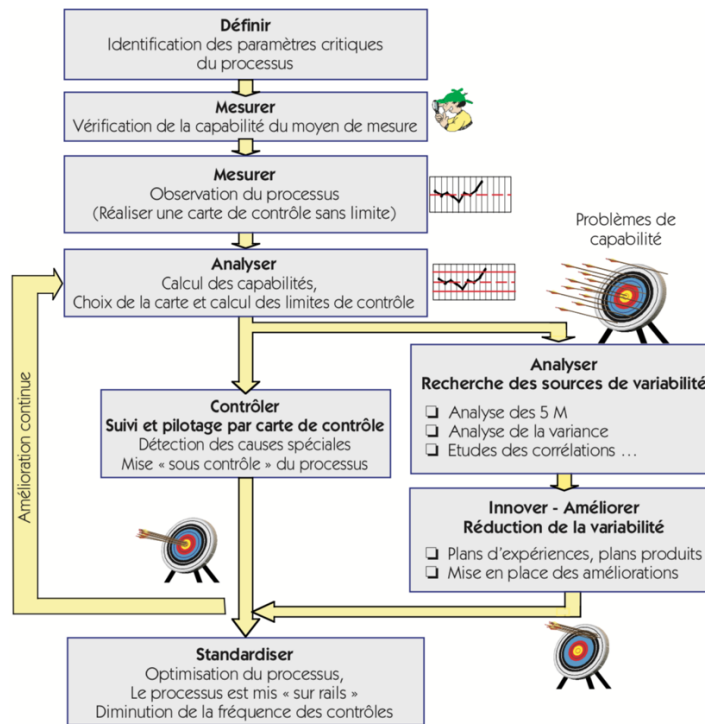 Définir
Identification des paramètres critiques
du processus
Mesurer
Vérification de la capabilité du moyen de mesure
Mesurer
Observation du processus
(Réaliser une carte de contrôle sans limite)
Analyser
Calcul des capabilités,
Choix de la carte et calcul des limites de contrôle
Problèmes de
capabilité
Contrôler
Suivi et pilotage par carte de contrôle
Détection des causes spéciales
Mise « sous contrôle » du processus
Analyser
Recherche des sources de variabilité
❑ Analyse des 5 M
❑ Analyse de la variance
❑ Etudes des corrélations ...
Innover - Améliorer
Réduction de la variabilité
❑ Plans d'expériences, plans produits
❑ Mise en place des améliorations
Amélioration continue
Standardiser
Optimisation du processus,
Le processus est mis « sur rails »
Diminution de la fréquence des contrôles